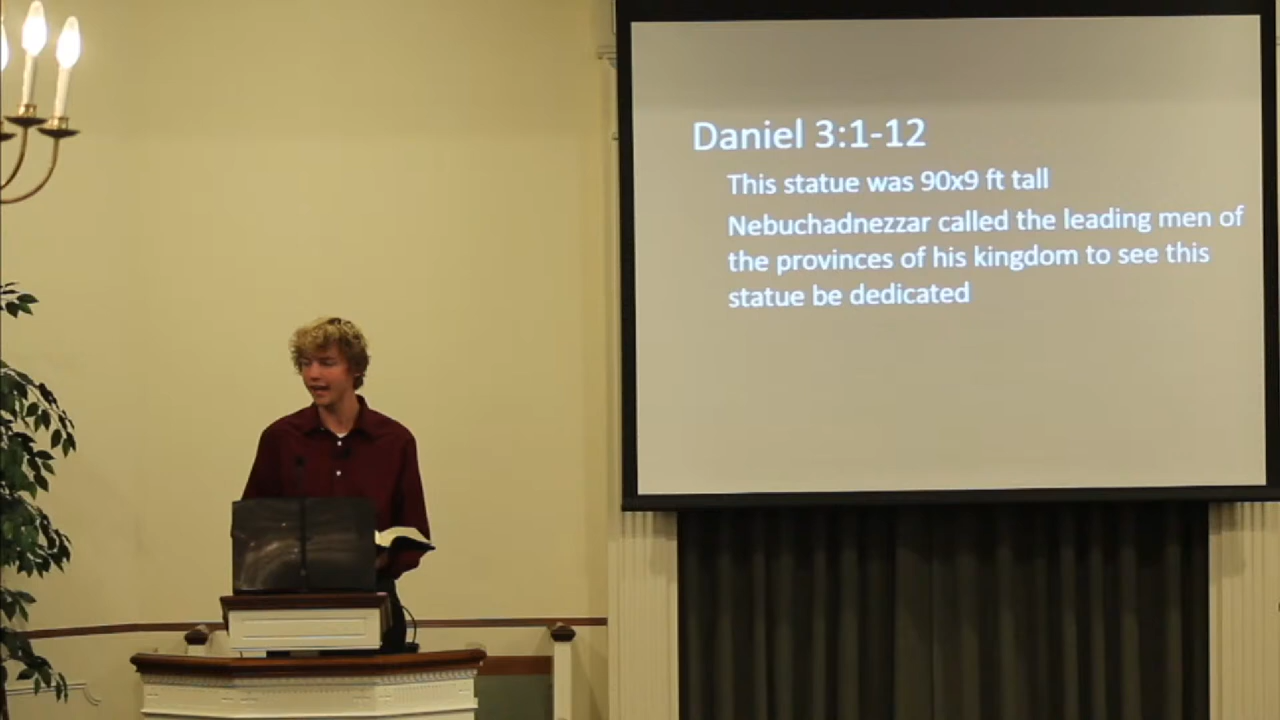 Daniel 3:1-12
This statue was 90x9 ft tall
Nebuchadnezzar called the leading men of
the provinces of his kingdom to see this
statue be dedicated